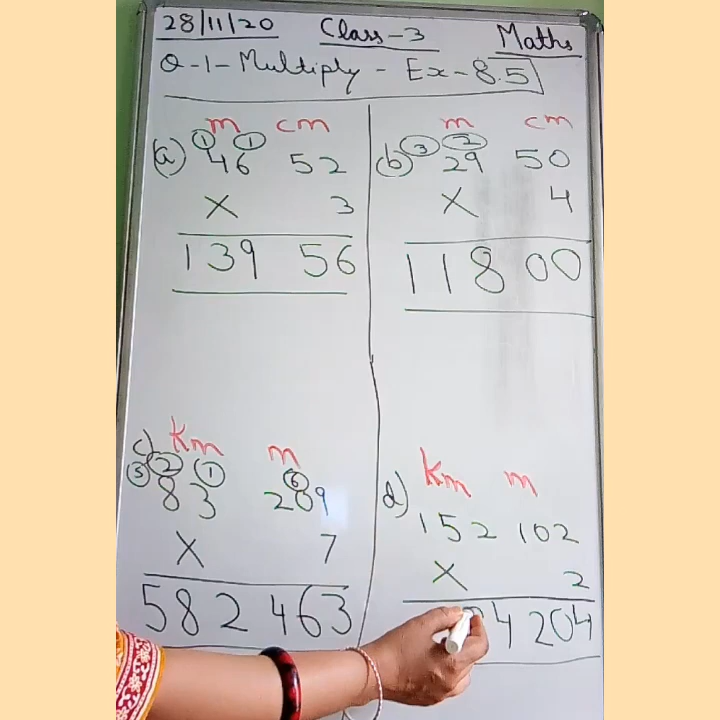 28/11/20 Class-3 Maths
Q-1-Multiply - Ex-8.5
(a) m cm
1 1
46 52
X 3
139 56
(b) m cm
3 2
29 50
X 4
118 00
c) Km m
5 2 1 6
83 209
X 7
582 463
d) Km m
152 102
X 2
4 204